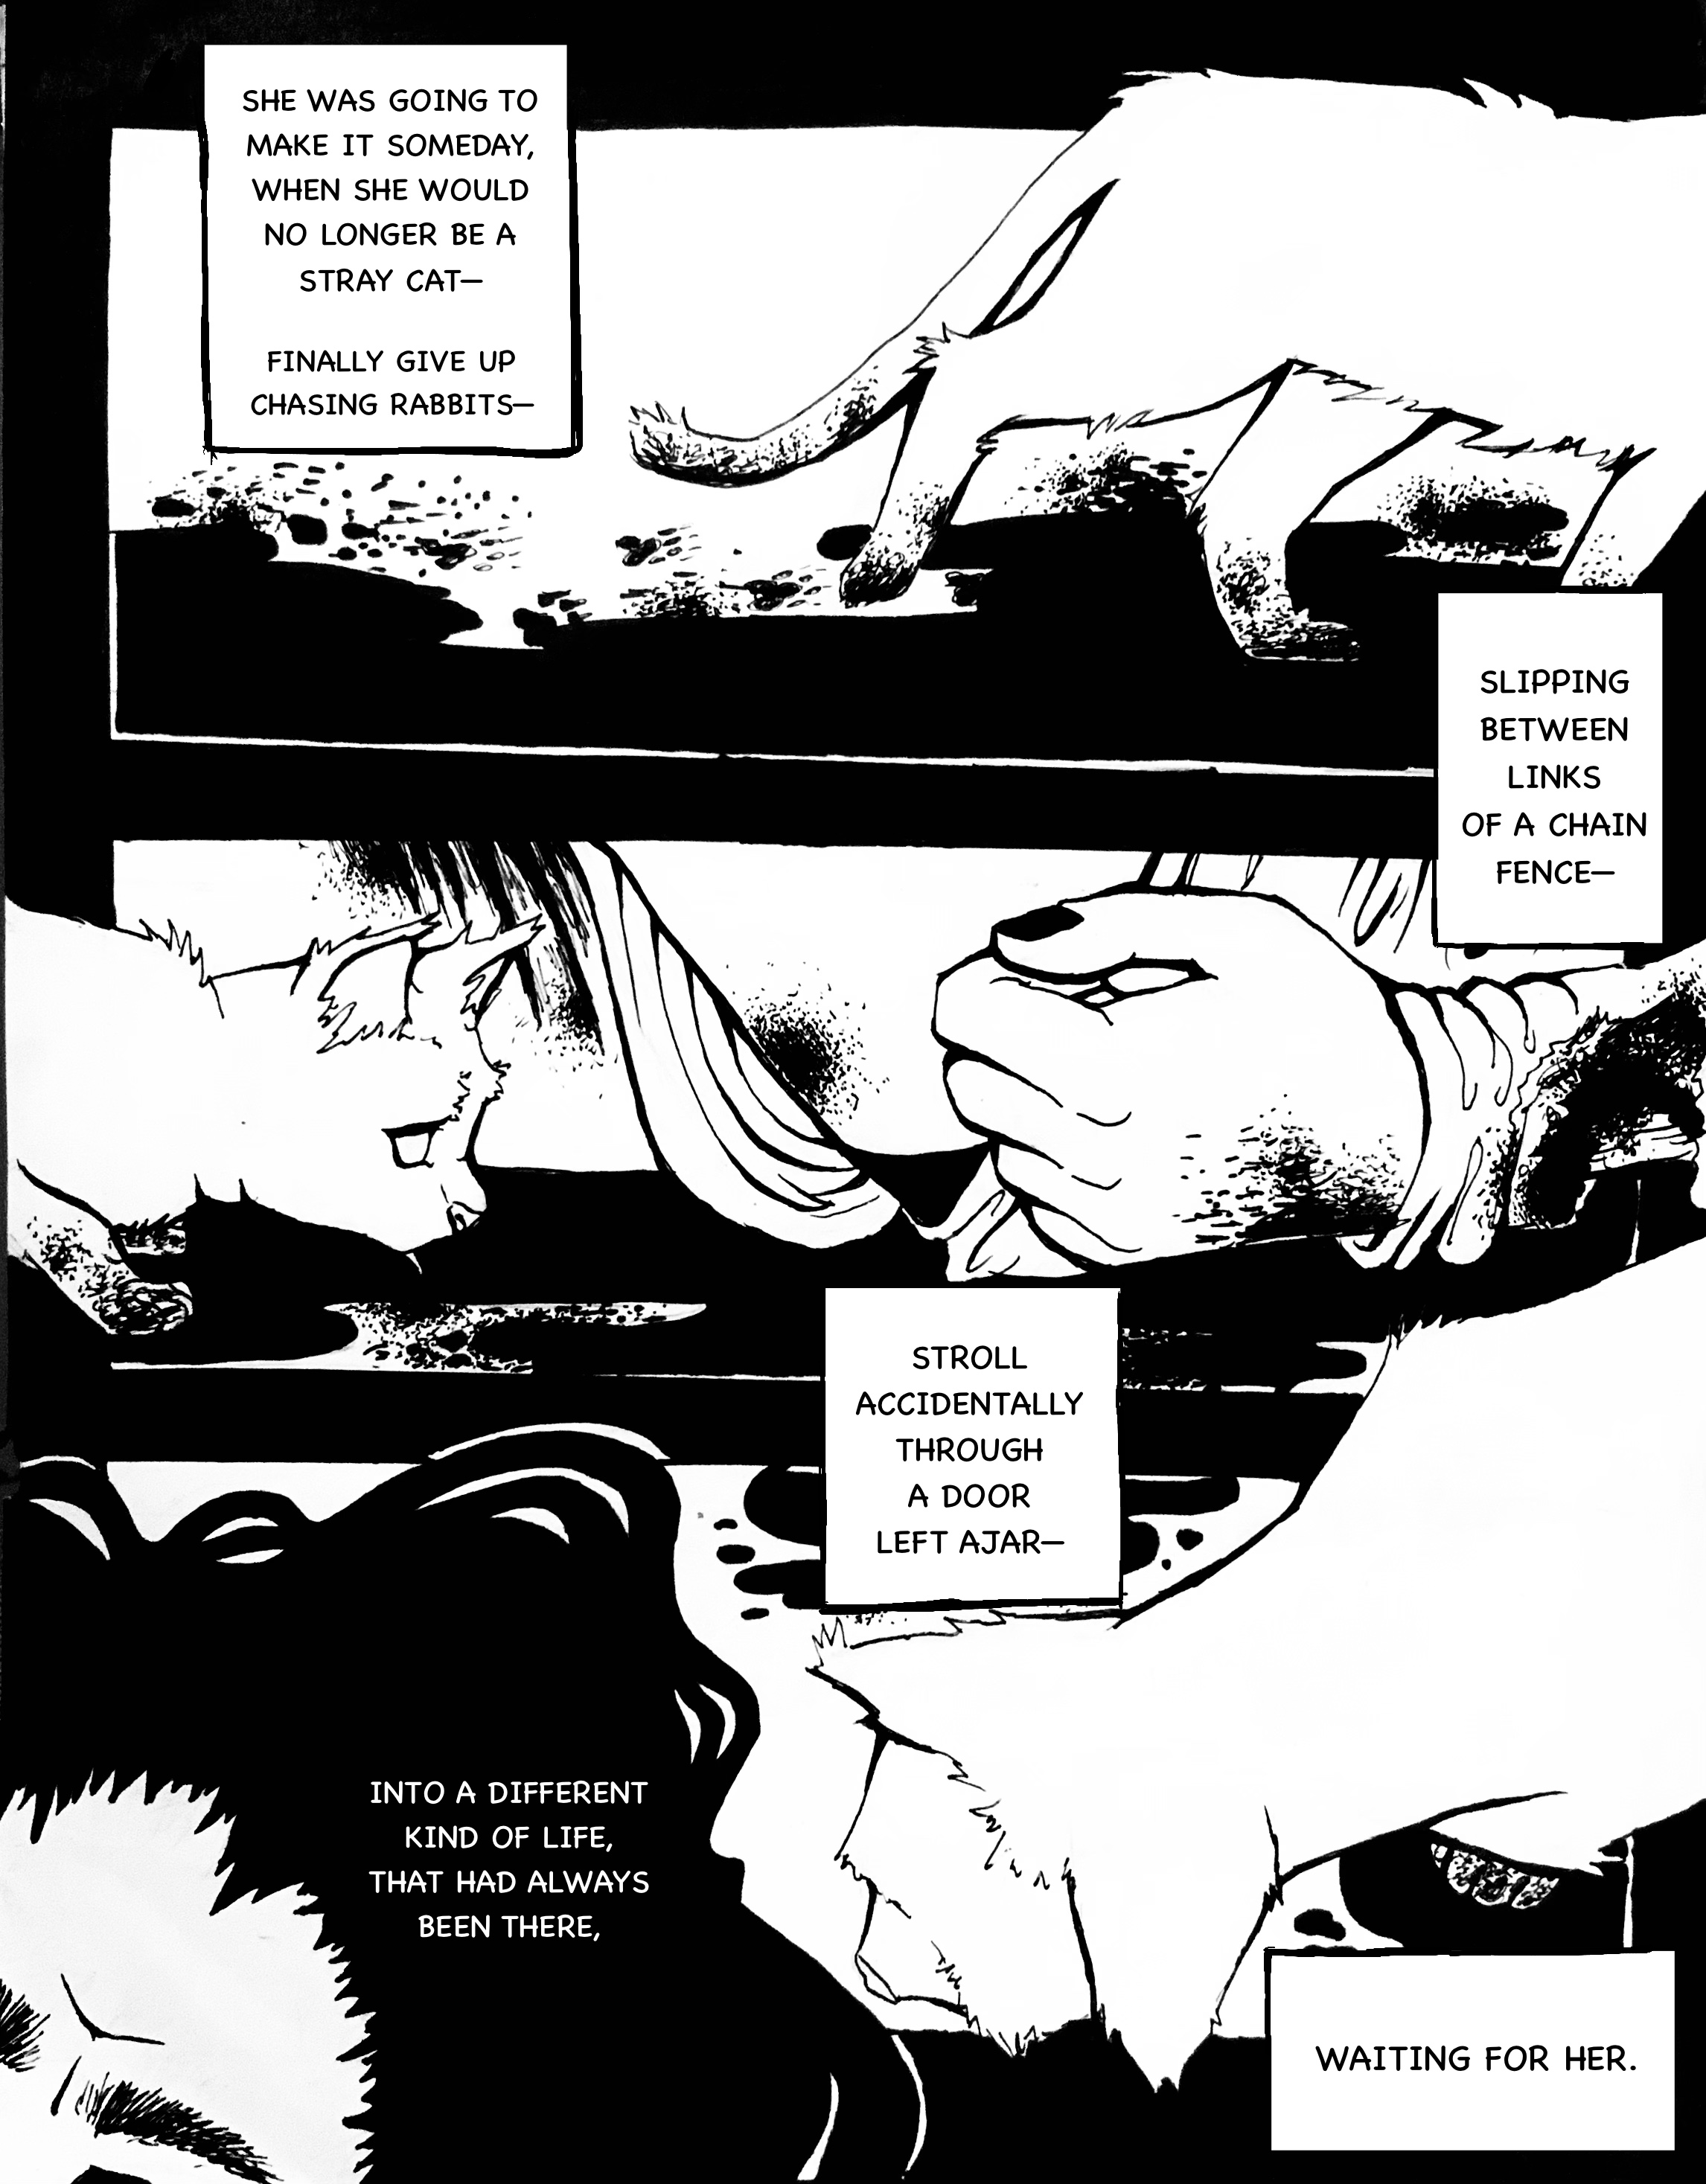 SHE WAS GOING TO
MAKE IT SOMEDAY,
WHEN SHE WOULD
NO LONGER BE A
STRAY CAT—
FINALLY GIVE UP
CHASING RABBITS—
SLIPPING
BETWEEN
LINKS
OF A CHAIN
FENCE—
STROLL
ACCIDENTALLY
THROUGH
A DOOR
LEFT AJAR—
INTO A DIFFERENT
KIND OF LIFE,
THAT HAD ALWAYS
BEEN THERE,
WAITING FOR HER.